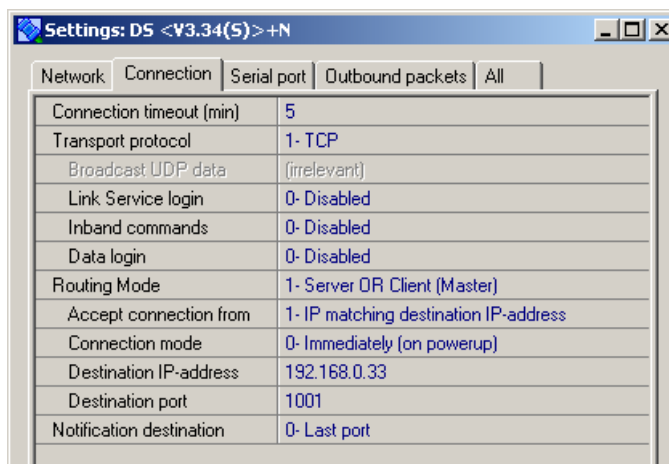 Settings: DS <V3.34(S)>+N
Network Connection Serial port Outbound packets All
Connection timeout (min) 5
Transport protocol 1- TCP
Broadcast UDP data (irrelevant)
Link Service login 0- Disabled
Inband commands 0- Disabled
Data login 0- Disabled
Routing Mode 1- Server OR Client (Master)
Accept connection from 1- IP matching destination IP-address
Connection mode 0- Immediately (on powerup)
Destination IP-address 192.168.0.33
Destination port 1001
Notification destination 0- Last port